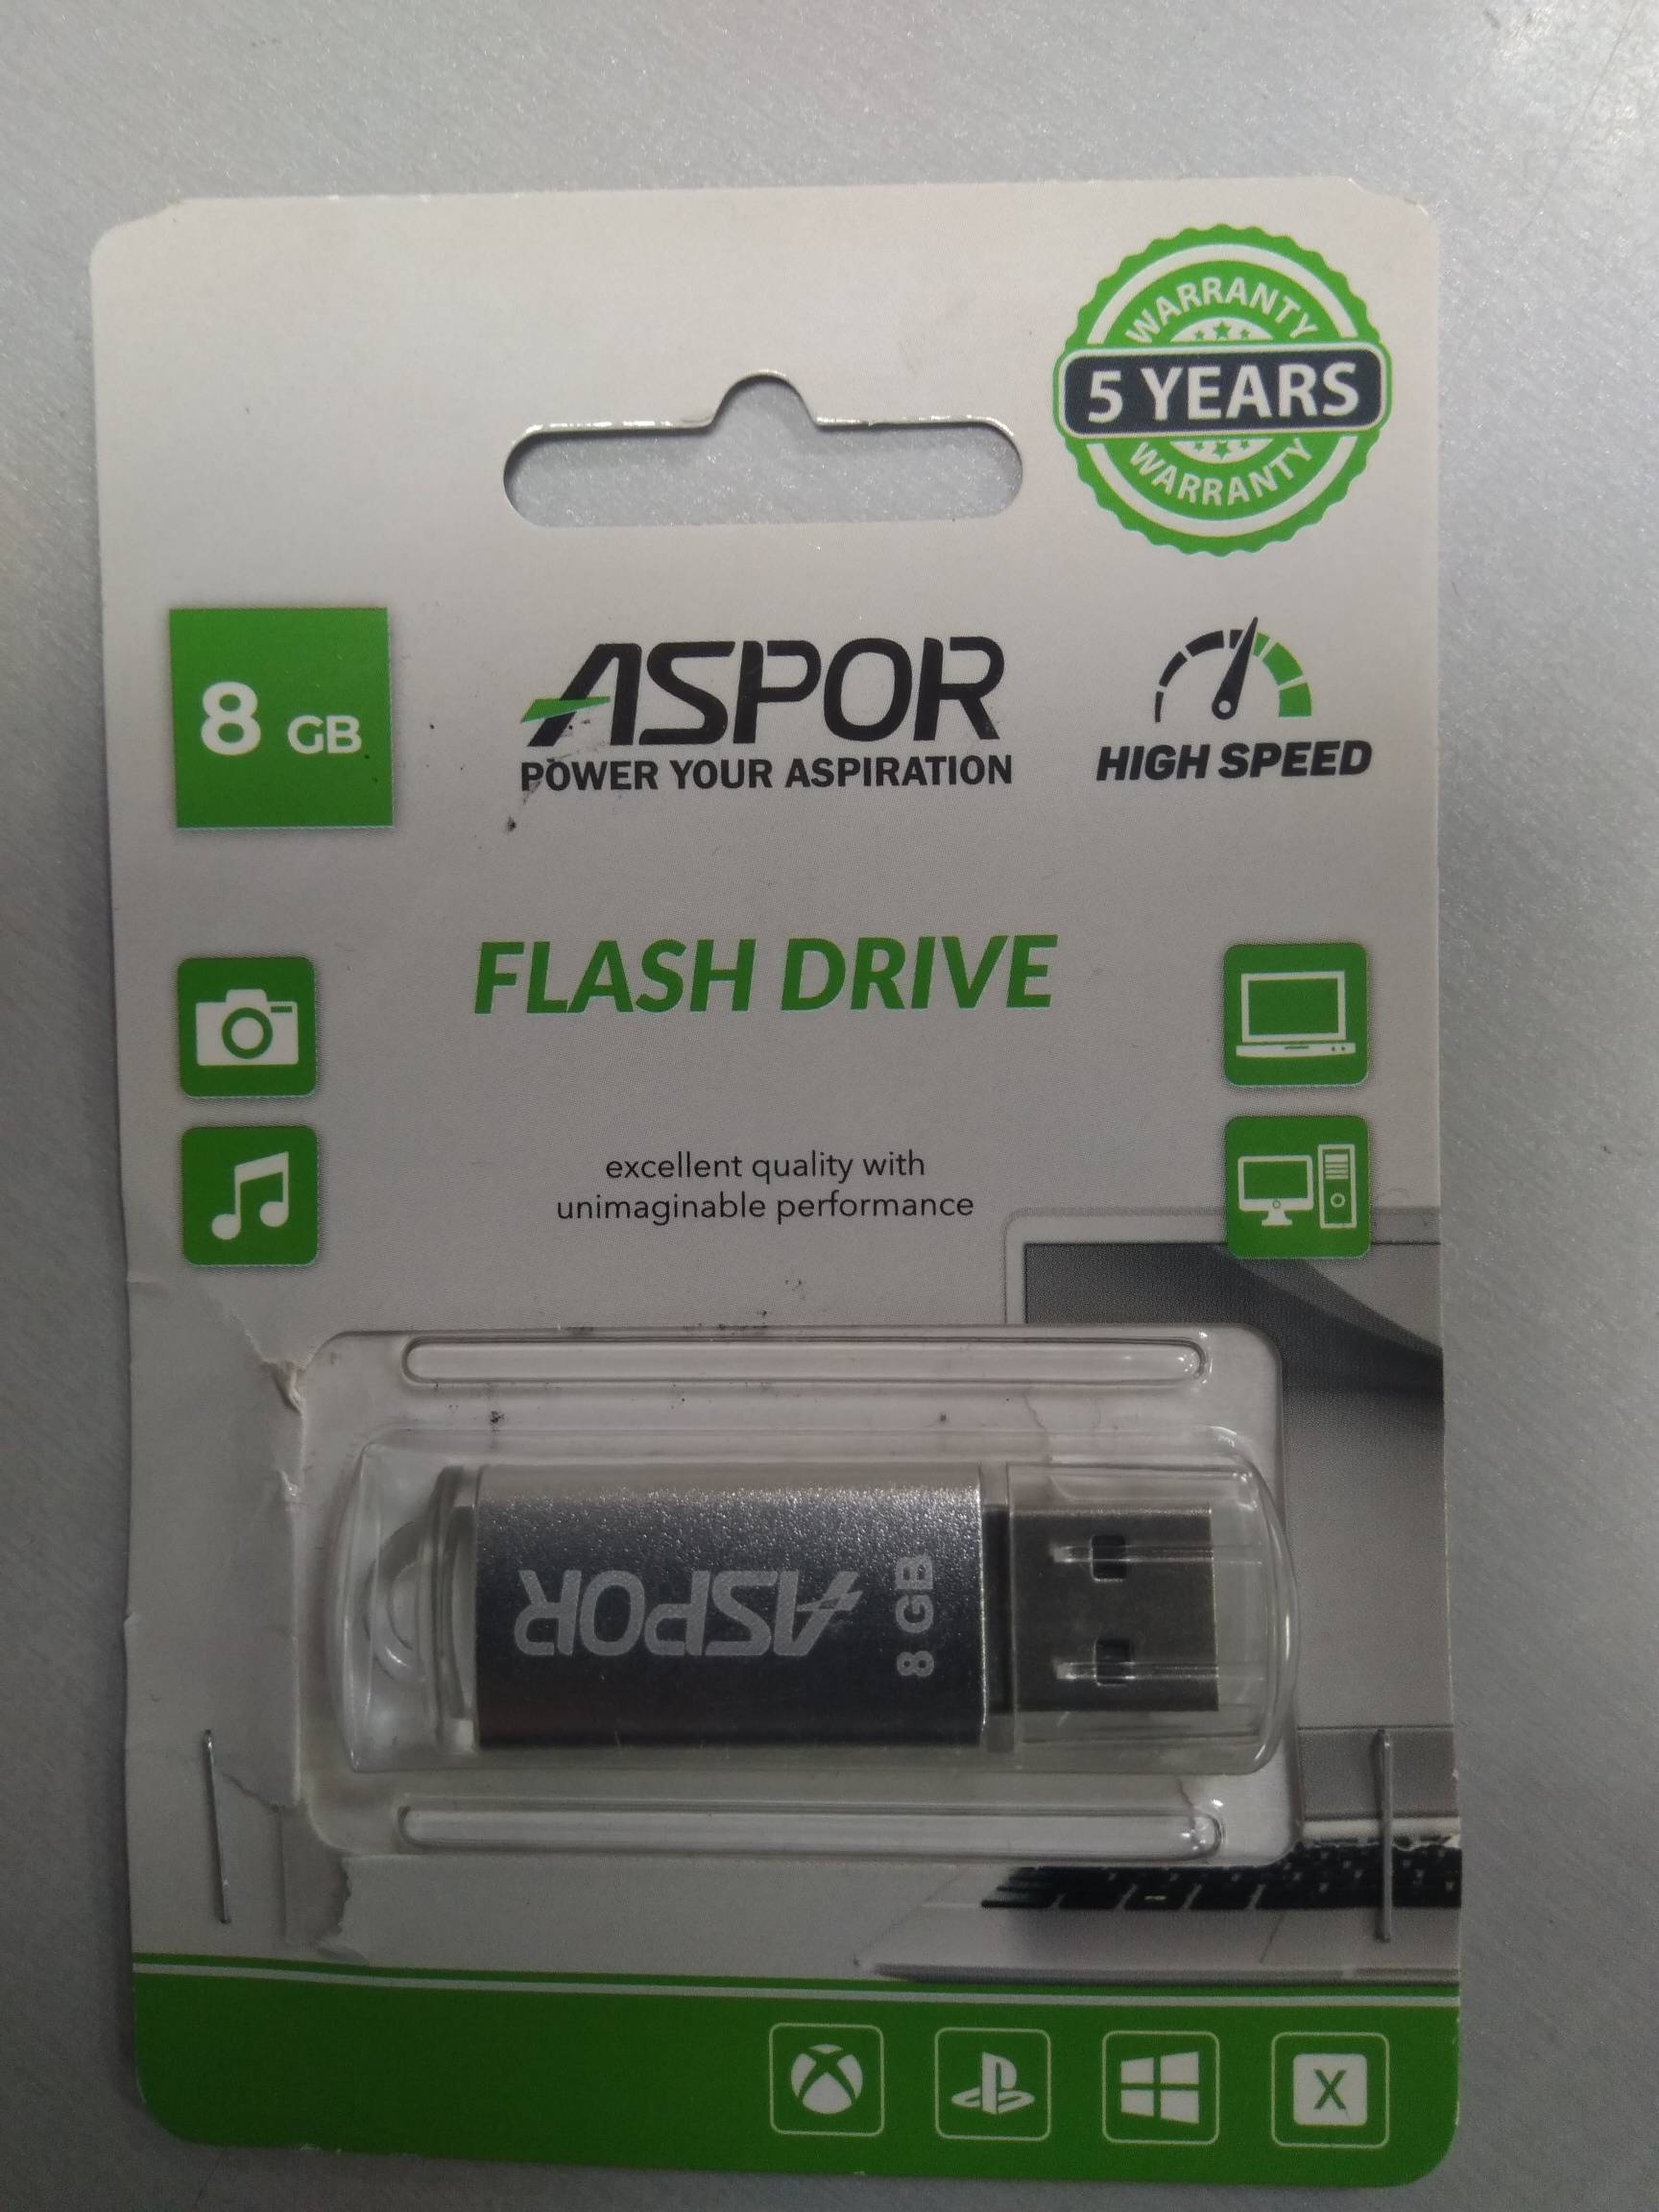 WARRANTY
5 YEARS
WARRANTY
8 GB
ASPOR
POWER YOUR ASPIRATION
HIGH SPEED
FLASH DRIVE
excellent quality with
unimaginable performance
ASPOR
8 GB
X